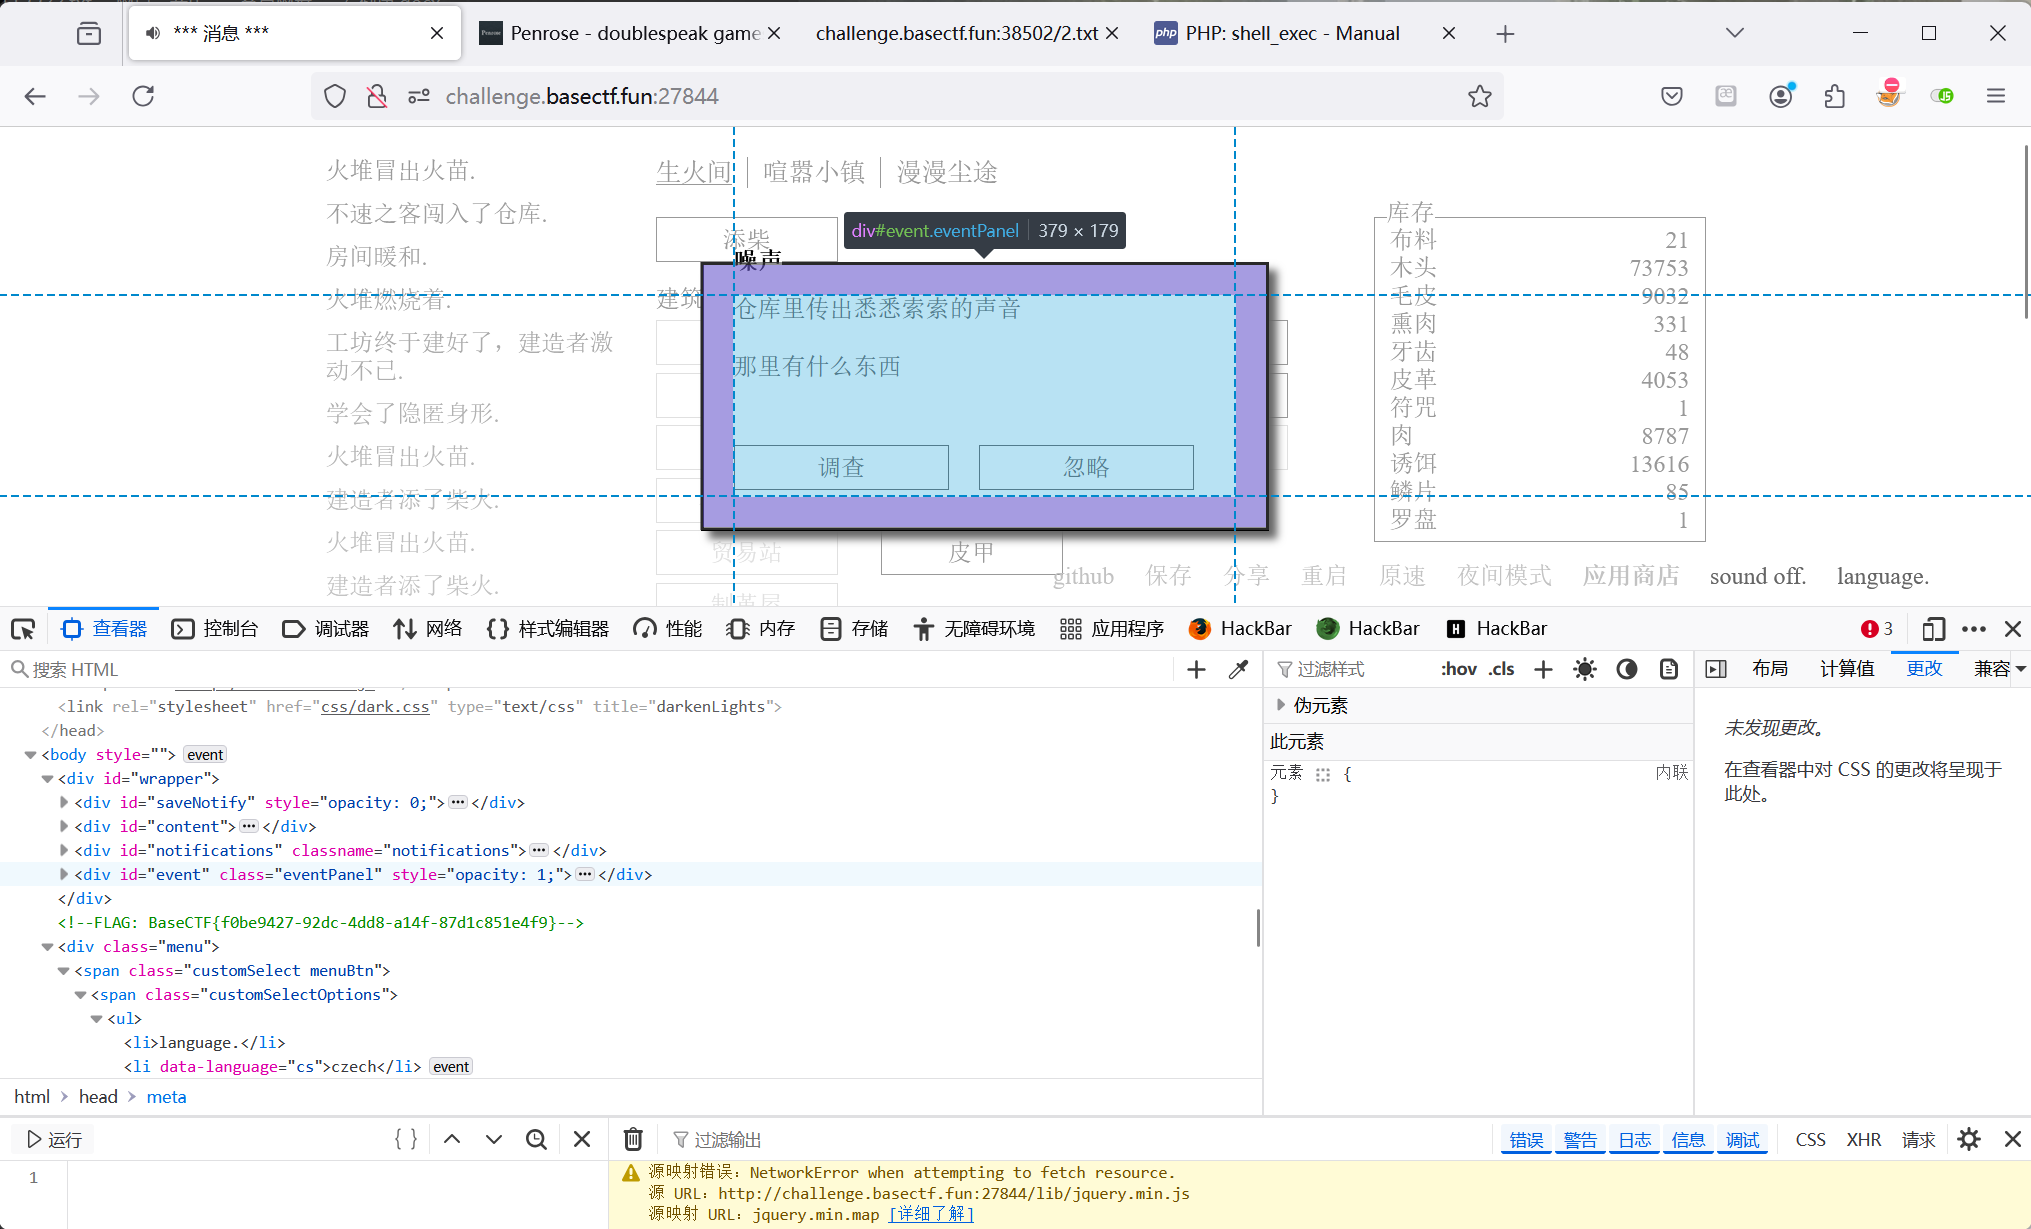 *** 消息 ***
Penrose - doublespeak game
challenge.basectf.fun:38502/2.txt
PHP: shell_exec - Manual
challenge.basectf.fun:27844
火堆冒出火苗.
不速之客闯入了仓库.
房间暖和.
火堆燃烧着.
工坊终于建好了，建造者激
动不已.
学会了隐匿身形.
火堆冒出火苗.
建造者添了柴火.
火堆冒出火苗.
建造者添了柴火.
生火间 喧嚣小镇 漫漫尘途
添柴
建筑
div#event.eventPanel 379 × 179
噪声
仓库里传出悉悉索索的声音
那里有什么东西
调查 忽略
贸易站 皮甲
制革屋
库存
布料 21
木头 73753
毛皮 9032
熏肉 331
牙齿 48
皮革 4053
符咒 1
肉 8787
诱饵 13616
鳞片 85
罗盘 1
github 保存 分享 重启 原速 夜间模式 应用商店 sound off. language.
查看器 控制台 调试器 网络 样式编辑器 性能 内存 存储 无障碍环境 应用程序 HackBar HackBar HackBar 3
搜索 HTML
<link rel="stylesheet" href="css/dark.css" type="text/css" title="darkenLights">
</head>
<body style=""> event
<div id="wrapper">
<div id="saveNotify" style="opacity: 0;"> ••• </div>
<div id="content"> ••• </div>
<div id="notifications" classname="notifications"> ••• </div>
<div id="event" class="eventPanel" style="opacity: 1;"> ••• </div>
</div>
<!--FLAG: BaseCTF{f0be9427-92dc-4dd8-a14f-87d1c851e4f9}-->
<div class="menu">
<span class="customSelect menuBtn">
<span class="customSelectOptions">
<ul>
<li>language.</li>
<li data-language="cs">czech</li> event
html > head > meta
过滤样式 :hov .cls
伪元素
此元素
元素 { 内联
}
布局 计算值 更改 兼容
未发现更改。
在查看器中对 CSS 的更改将呈现于
此处。
运行
1
过滤输出 错误 警告 日志 信息 调试 CSS XHR 请求
源映射错误：NetworkError when attempting to fetch resource.
源 URL：http://challenge.basectf.fun:27844/lib/jquery.min.js
源映射 URL：jquery.min.map [详细了解]